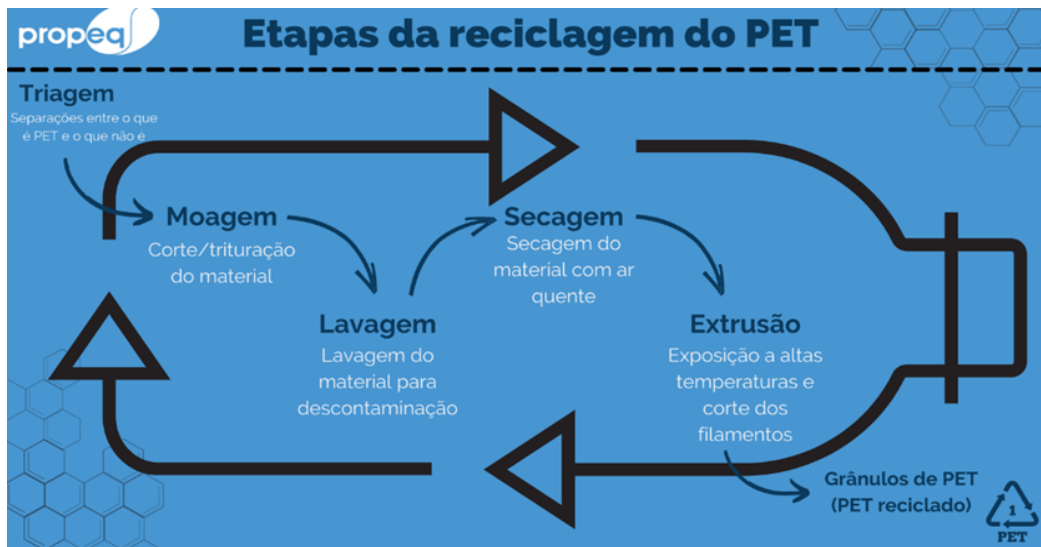 propeq
Etapas da reciclagem do PET
Triagem
Separações entre o que
é PET e o que não é
Moagem
Corte/trituração
do material
Lavagem
Lavagem do
material para
descontaminação
Secagem
Secagem do
material com ar
quente
Extrusão
Exposição a altas
temperaturas e
corte dos
filamentos
Grânulos de PET
(PET reciclado)
1
PET